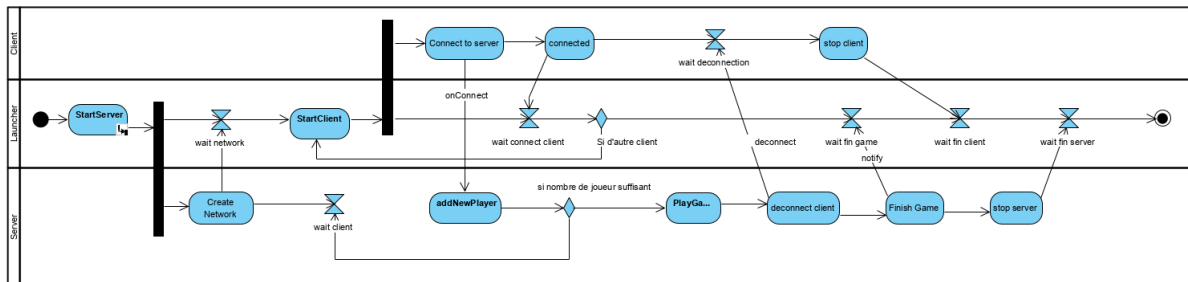 Client
Connect to server
connected
wait deconnection
stop client
onConnect
Launcher
StartServer
wait network
StartClient
wait connect client
Si d'autre client
deconnect
wait fin game
notify
wait fin client
wait fin server
Server
Create
Network
wait client
addNewPlayer
si nombre de joueur suffisant
PlayGa...
deconnect client
Finish Game
stop server